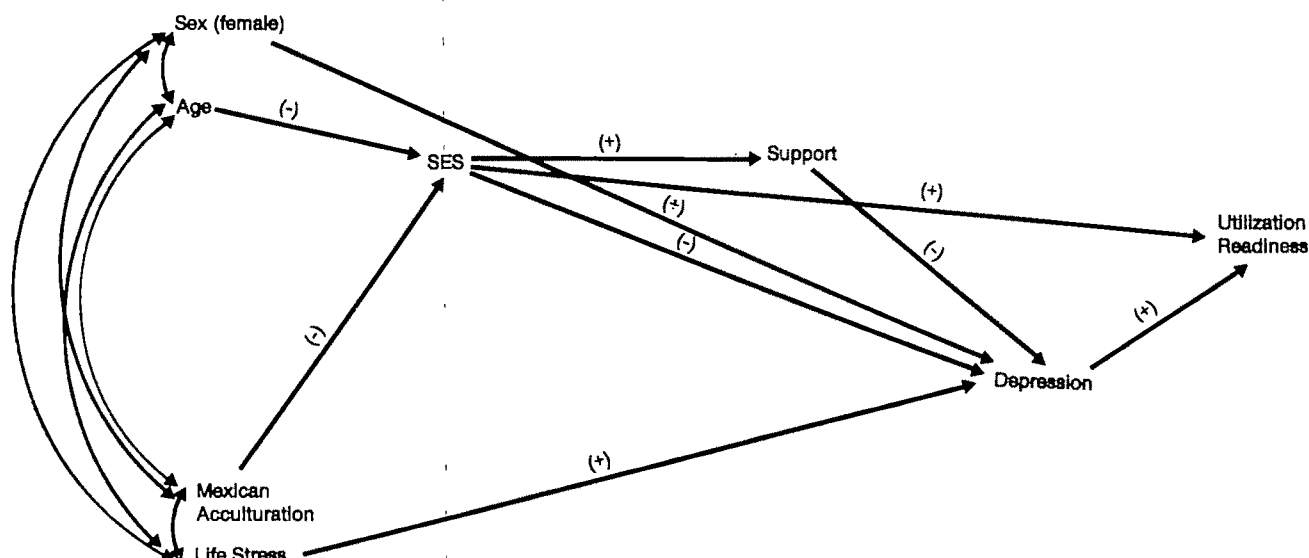 Sex (female)
Age
(-)
SES
(+)
Support
(+)
(+)
(-)
(-)
Utilization
Readiness
(+)
(-)
Depression
(+)
Mexican
Acculturation
Life Stress